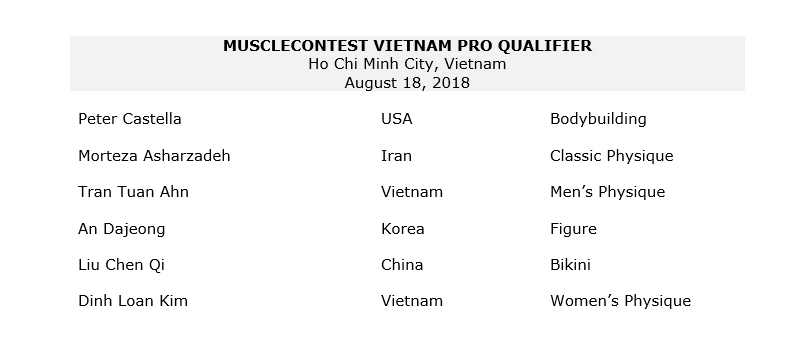 MUSCLECONTEST VIETNAM PRO QUALIFIER
Ho Chi Minh City, Vietnam
August 18, 2018
Peter Castella USA Bodybuilding
Morteza Asharzadeh Iran Classic Physique
Tran Tuan Ahn Vietnam Men’s Physique
An Dajeong Korea Figure
Liu Chen Qi China Bikini
Dinh Loan Kim Vietnam Women’s Physique